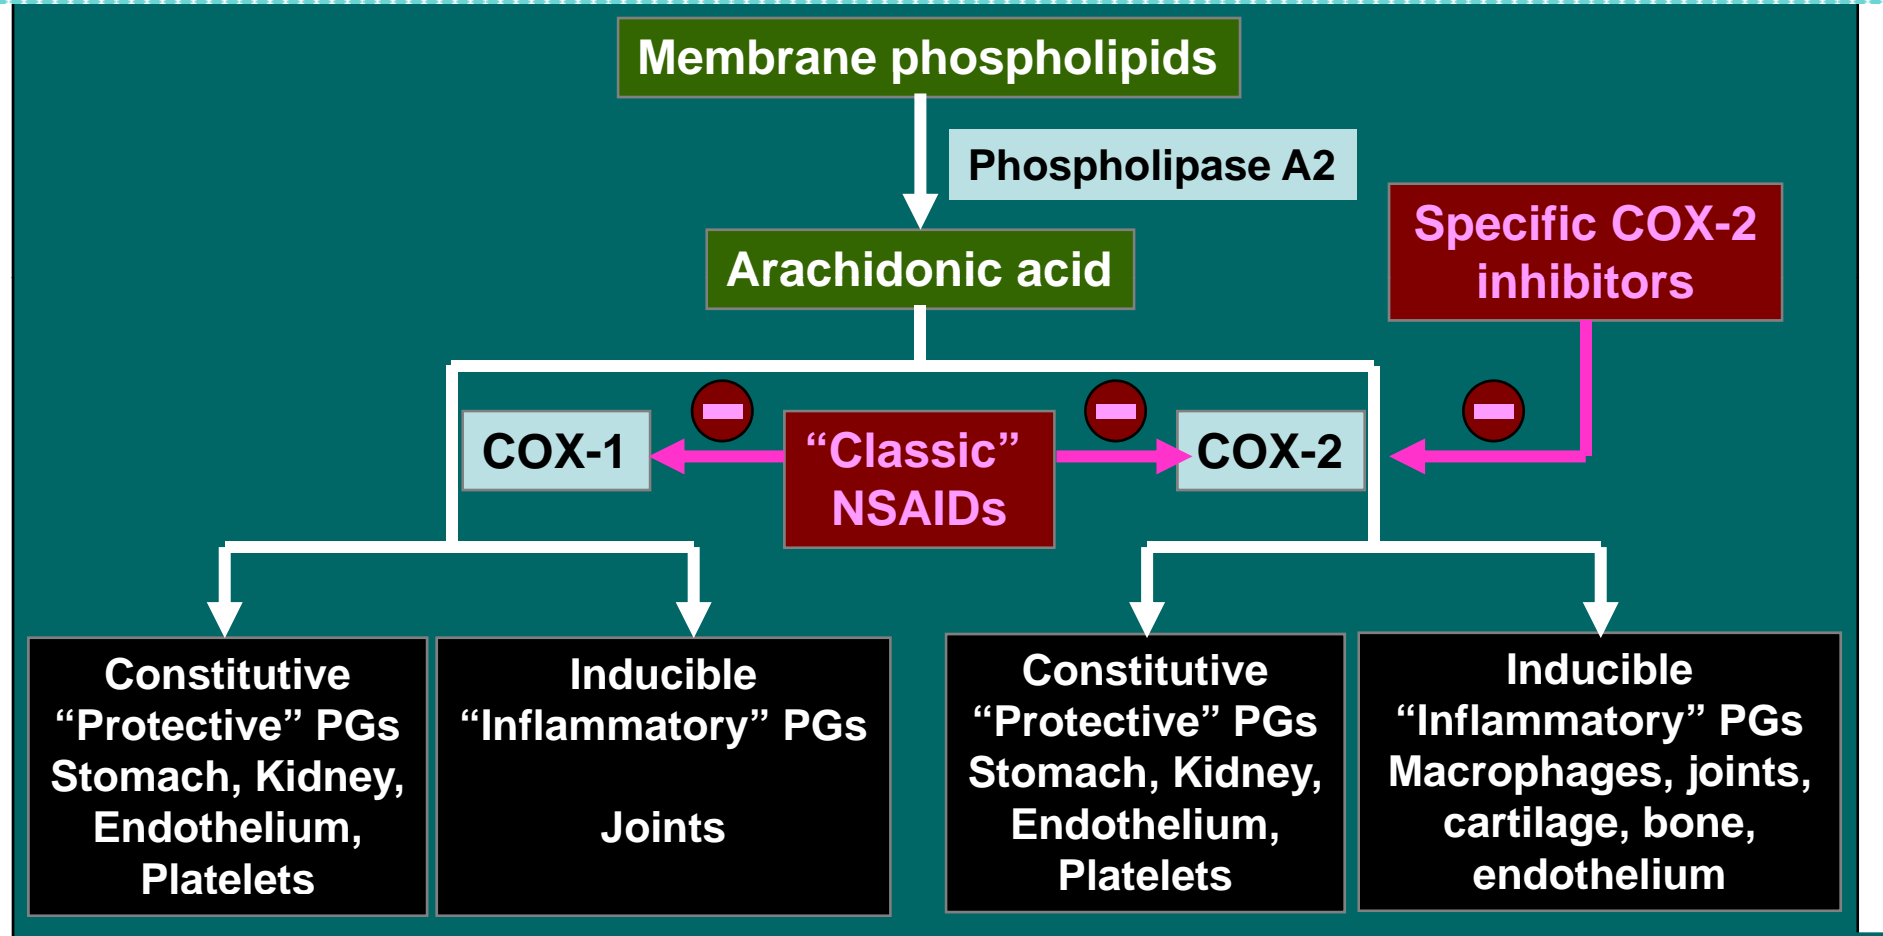 Membrane phospholipids
Phospholipase A2
Specific COX-2
inhibitors
Arachidonic acid
COX-1
“Classic”
NSAIDs
COX-2
Constitutive
“Protective” PGs
Stomach, Kidney,
Endothelium,
Platelets
Inducible
“Inflammatory” PGs
Joints
Constitutive
“Protective” PGs
Stomach, Kidney,
Endothelium,
Platelets
Inducible
“Inflammatory” PGs
Macrophages, joints,
cartilage, bone,
endothelium